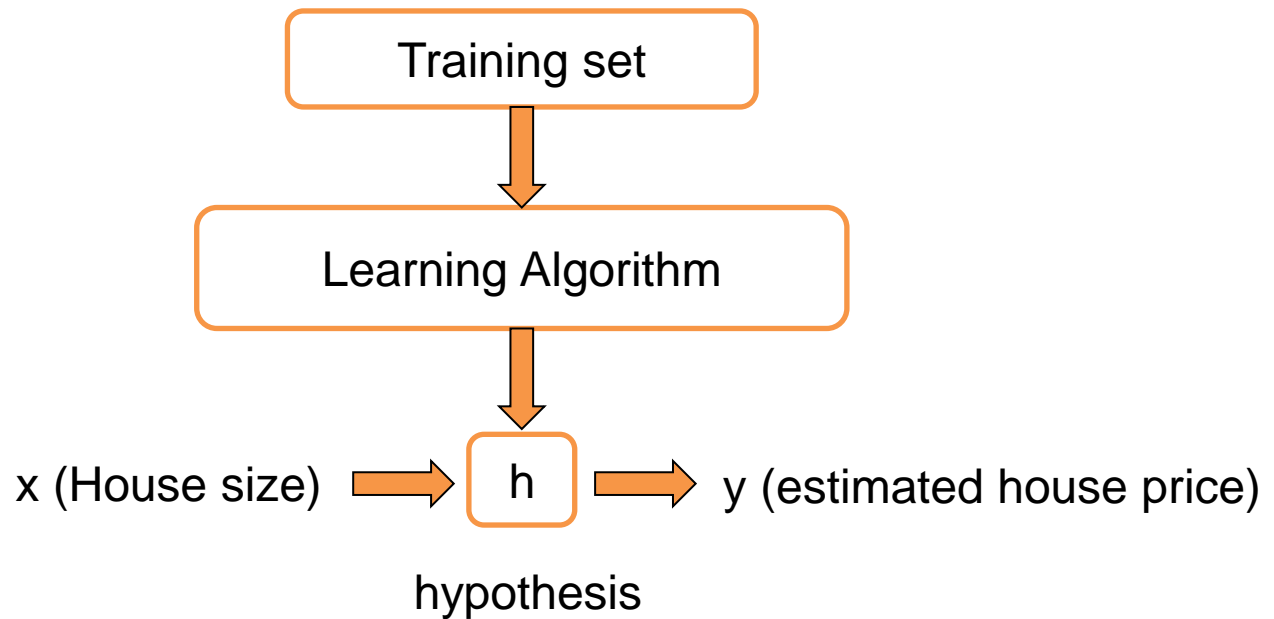 Training set
Learning Algorithm
x (House size)
h
y (estimated house price)
hypothesis